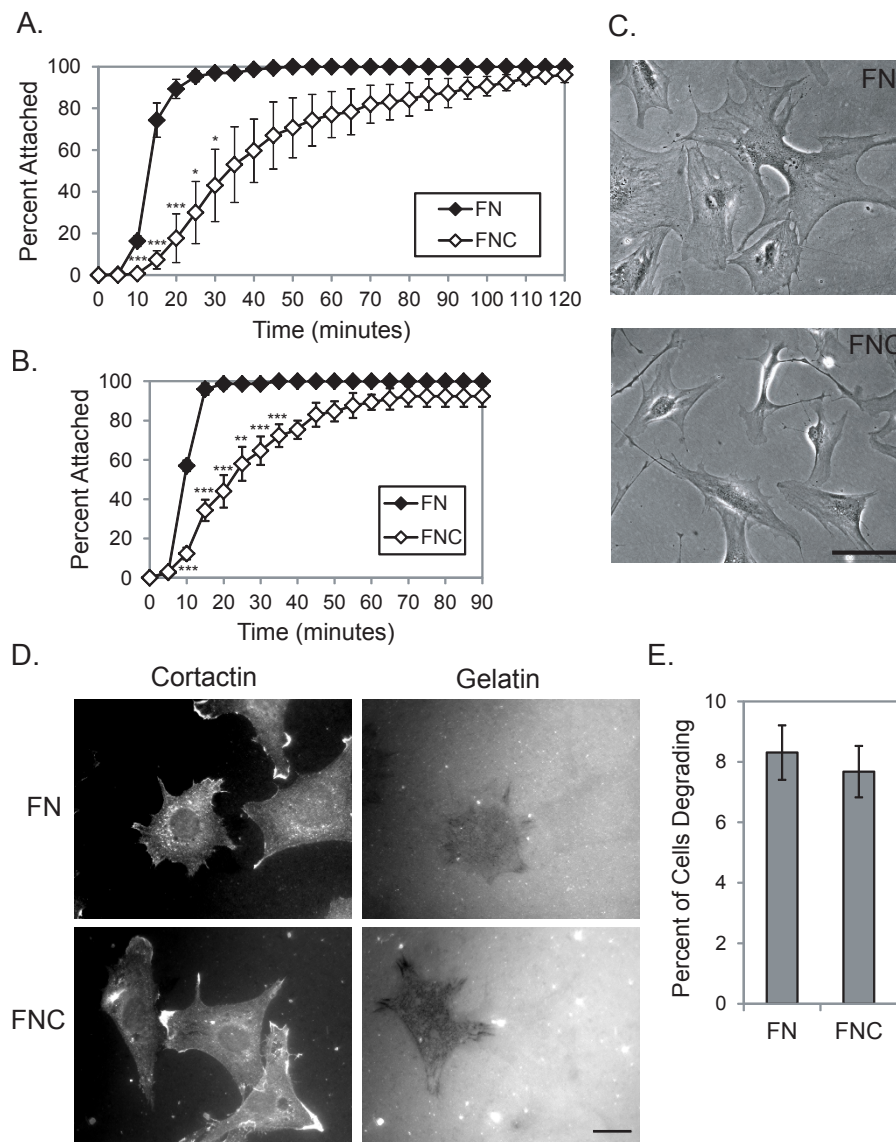 A.
100
80
60
40
20
0
Percent Attached
***
***
***
*
*
FN
FNC
0 10 20 30 40 50 60 70 80 90 100 110 120
Time (minutes)
B.
100
80
60
40
20
0
Percent Attached
***
***
***
**
***
***
FN
FNC
0 10 20 30 40 50 60 70 80 90
Time (minutes)
C.
FN
FNC
D.
Cortactin Gelatin
FN
FNC
E.
10
8
6
4
2
0
Percent of Cells Degrading
FN FNC